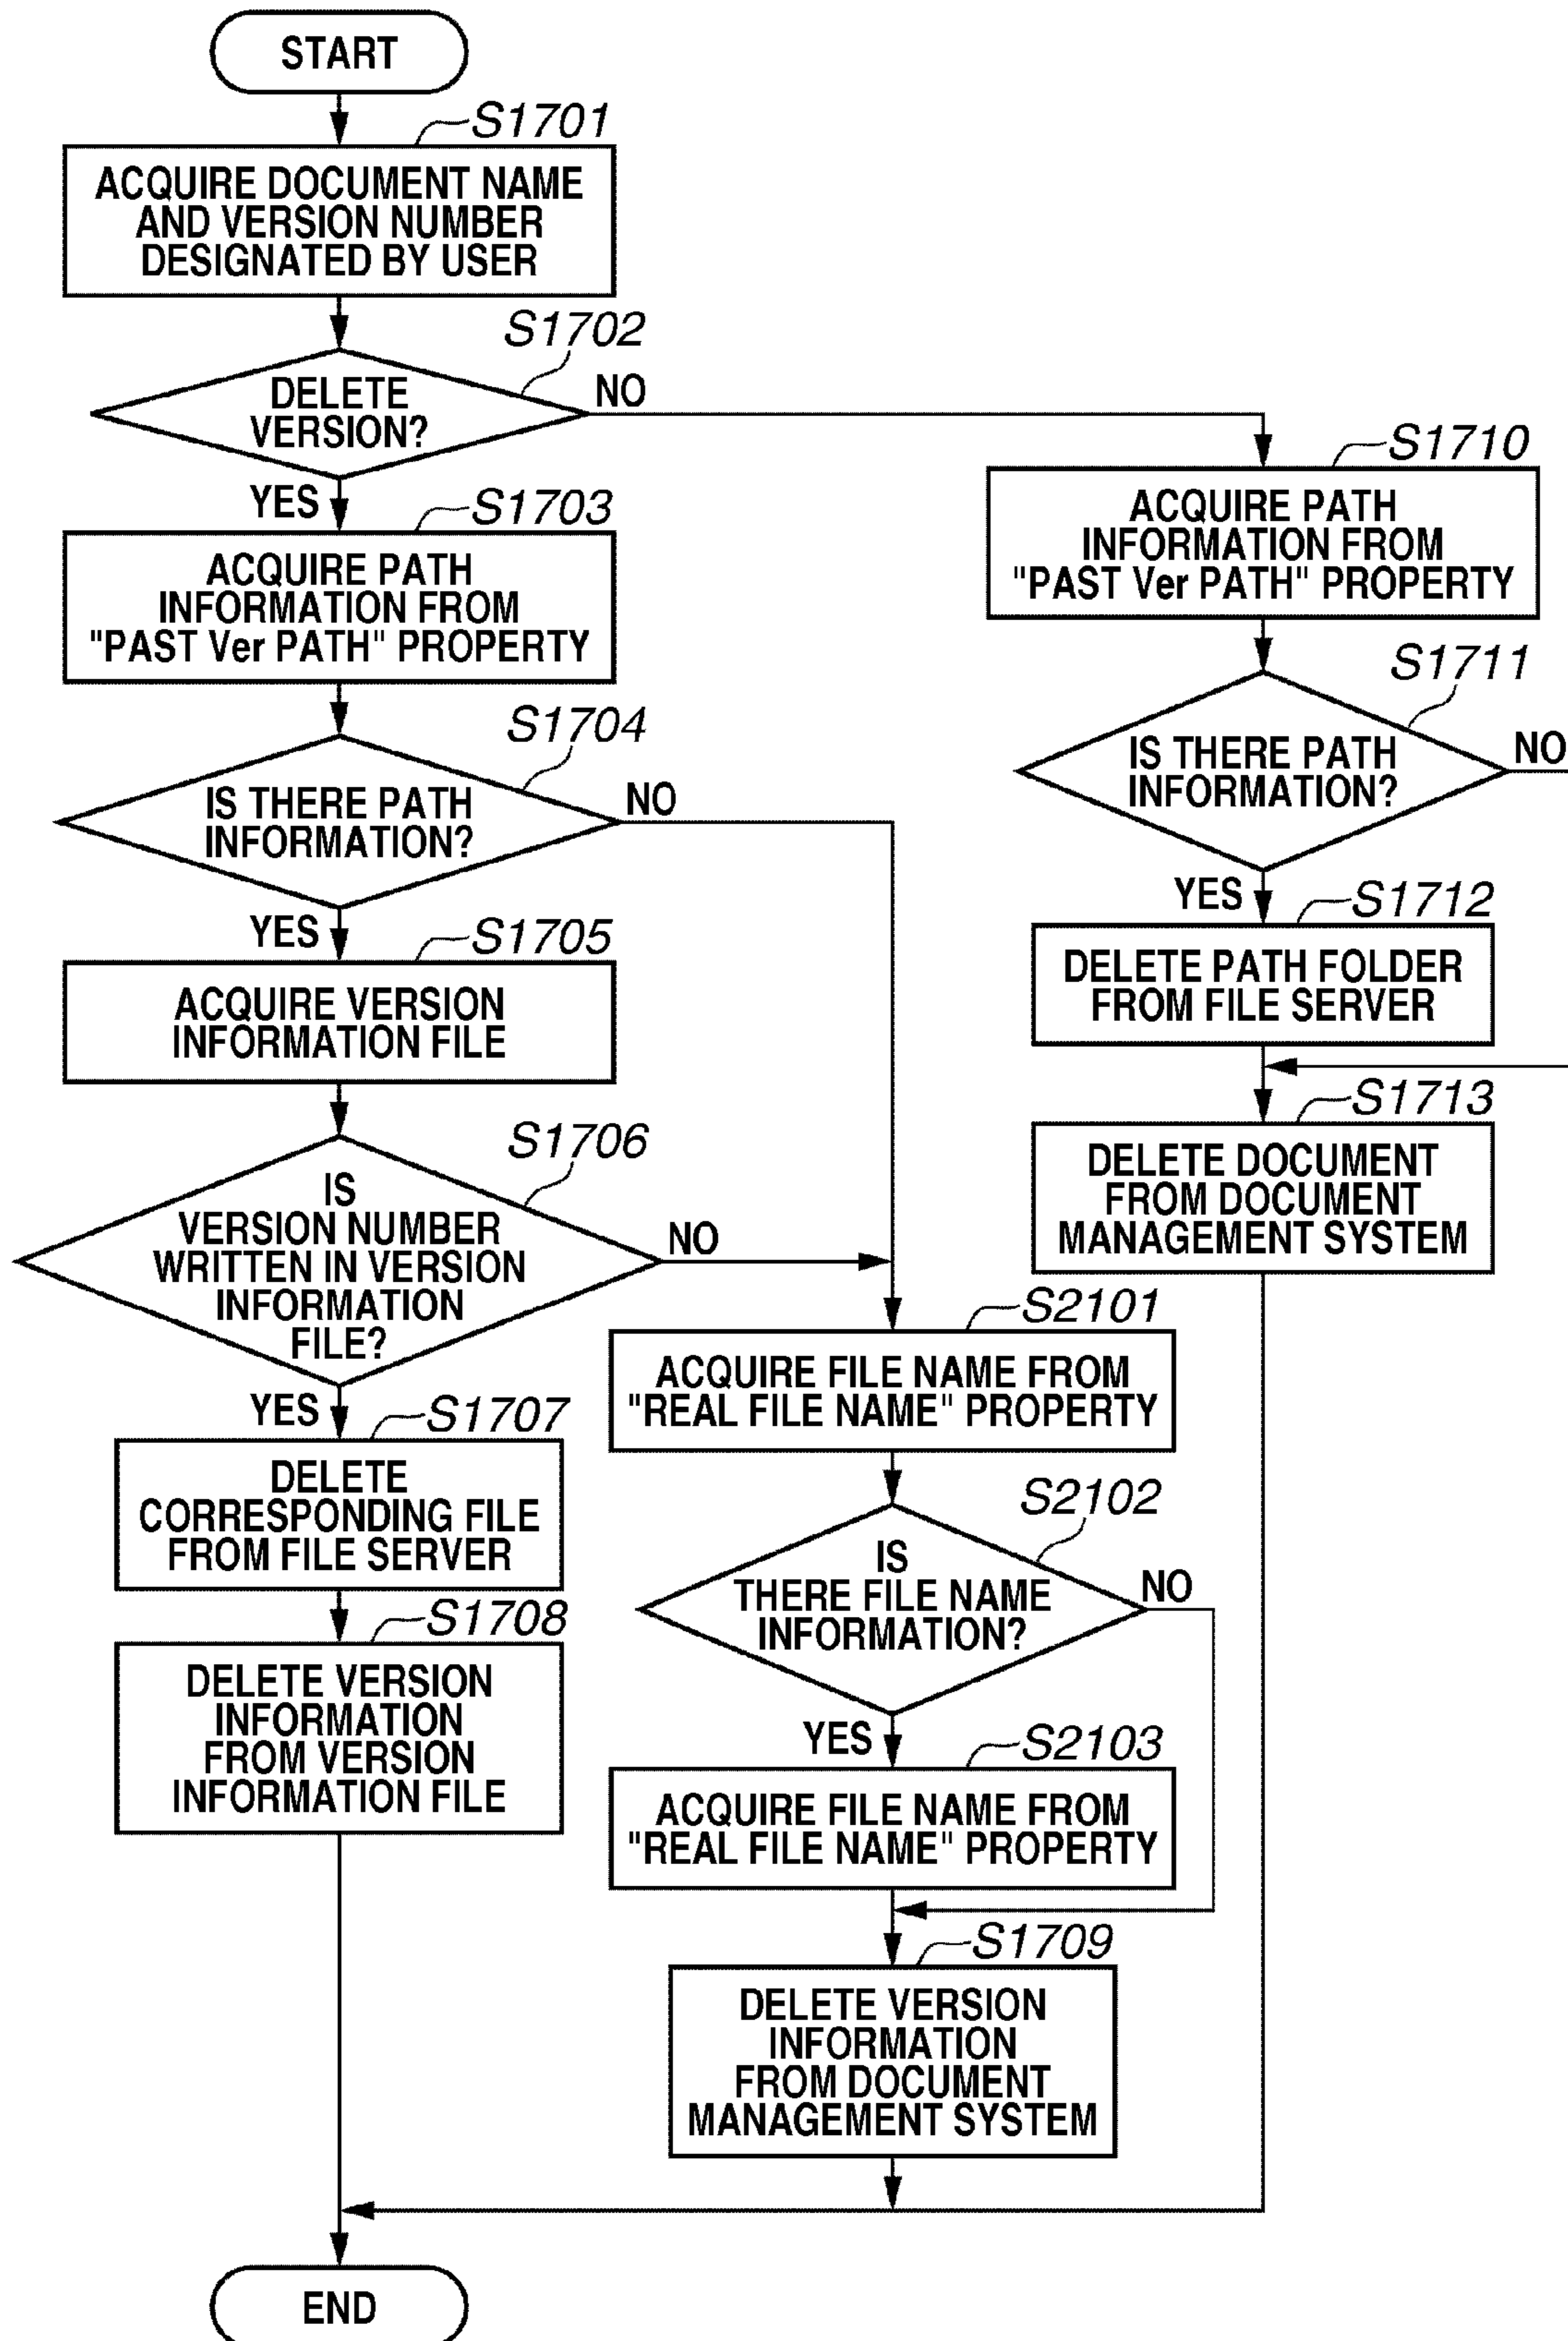 START
S1701
ACQUIRE DOCUMENT NAME
AND VERSION NUMBER
DESIGNATED BY USER
S1702
DELETE
VERSION?
NO
YES
S1703
ACQUIRE PATH
INFORMATION FROM
"PAST Ver PATH" PROPERTY
S1704
IS THERE PATH
INFORMATION?
NO
YES
S1705
ACQUIRE VERSION
INFORMATION FILE
S1706
IS
VERSION NUMBER
WRITTEN IN VERSION
INFORMATION
FILE?
NO
YES
S1707
DELETE
CORRESPONDING FILE
FROM FILE SERVER
S1708
DELETE VERSION
INFORMATION
FROM VERSION
INFORMATION FILE
S2101
ACQUIRE FILE NAME FROM
"REAL FILE NAME" PROPERTY
S2102
IS
THERE FILE NAME
INFORMATION?
NO
YES
S2103
ACQUIRE FILE NAME FROM
"REAL FILE NAME" PROPERTY
S1709
DELETE VERSION
INFORMATION
FROM DOCUMENT
MANAGEMENT SYSTEM
S1710
ACQUIRE PATH
INFORMATION FROM
"PAST Ver PATH" PROPERTY
S1711
IS THERE PATH
INFORMATION?
NO
YES
S1712
DELETE PATH FOLDER
FROM FILE SERVER
S1713
DELETE DOCUMENT
FROM DOCUMENT
MANAGEMENT SYSTEM
END